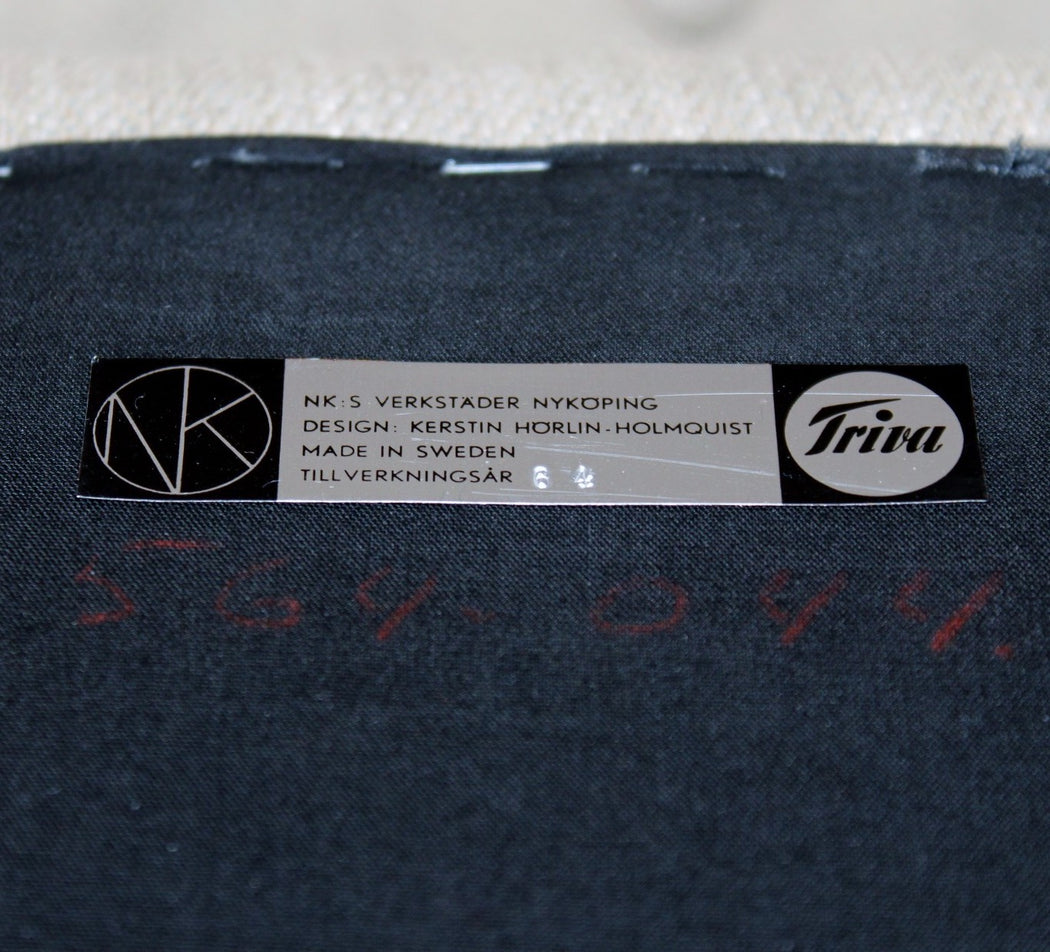 NK
NK:S VERKSTÄDER NYKÖPING
DESIGN: KERSTIN HÖRLIN-HOLMQUIST
MADE IN SWEDEN
TILLVERKNINGSÅR 64
Triva
564-044.